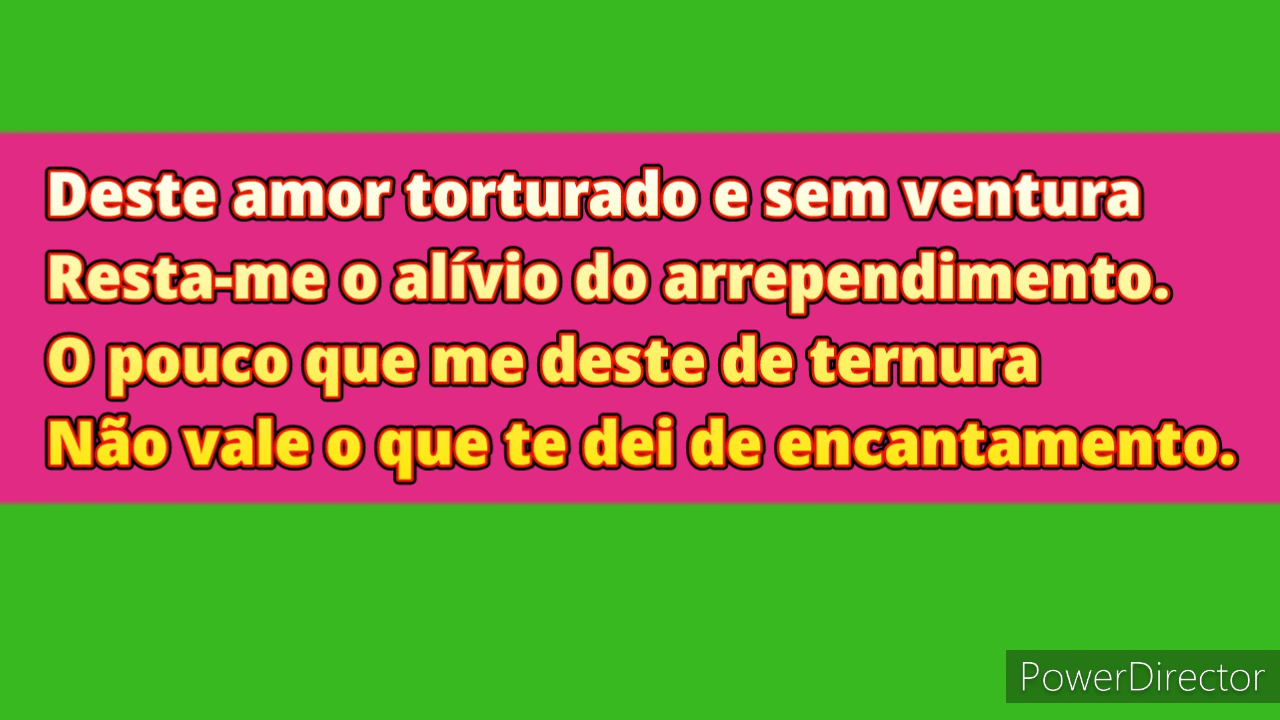 Deste amor torturado e sem ventura
Resta-me o alívio do arrependimento.
O pouco que me deste de ternura
Não vale o que te dei de encantamento.
PowerDirector